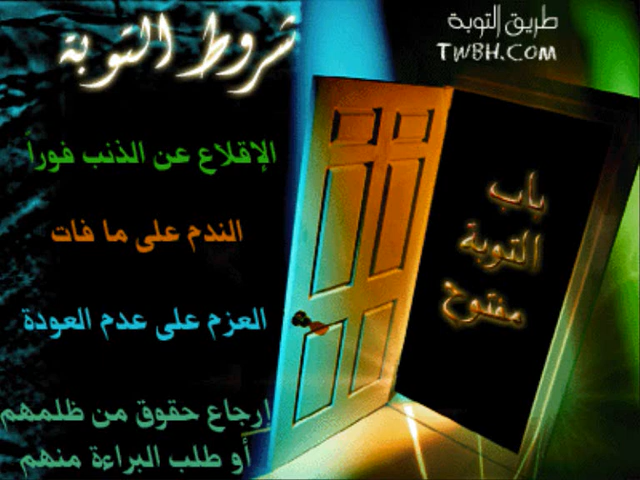 شروط التوبة
طريق التوبة
TWBH.COM
الإقلاع عن الذنب فوراً
الندم على ما فات
العزم على عدم العودة
إرجاع حقوق من ظلمهم
أو طلب البراءة منهم
باب
التوبة
مفتوح